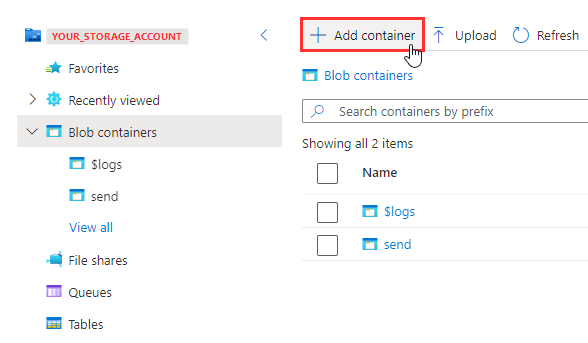 YOUR_STORAGE_ACCOUNT
Favorites
Recently viewed
Blob containers
$logs
send
View all
File shares
Queues
Tables
Add container Upload Refresh
Blob containers
Search containers by prefix
Showing all 2 items
Name
$logs
send